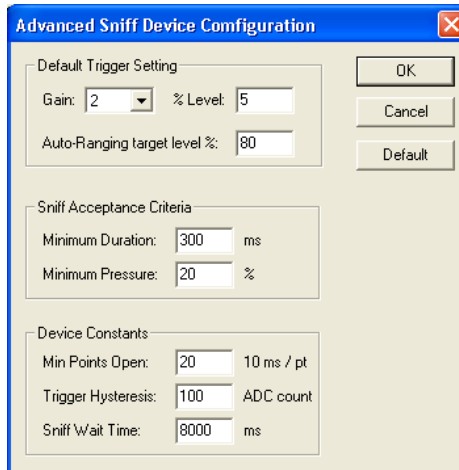 Advanced Sniff Device Comfiguration
Default Trigger Setting
Gain: 2 % Level: 5
Auto-Ranging target level %: 80
OK
Cancel
Default
Sniff Acceptance Criteria
Minimum Duration: 300 ms
Minimum Pressure: 20 %
Device Constants
Min Points Open: 20 10 ms / pt
Trigger Hysteresis: 100 ADC count
Sniff Wait Time: 8000 ms